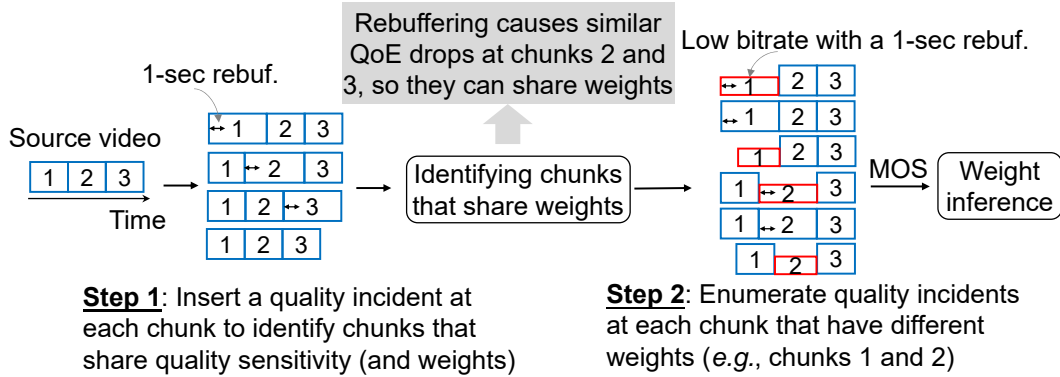 Rebuffering causes similar
QoE drops at chunks 2 and
3, so they can share weights
Low bitrate with a 1-sec rebuf.
1-sec rebuf.
Source video
1 2 3
Time
1 2 3
1 2 3
1 2 3
1 2 3
Identifying chunks
that share weights
1 2 3
1 2 3
1 2 3
1 2 3
1 2 3
1 2 3
MOS
Weight
inference
Step 1: Insert a quality incident at
each chunk to identify chunks that
share quality sensitivity (and weights)
Step 2: Enumerate quality incidents
at each chunk that have different
weights (e.g., chunks 1 and 2)